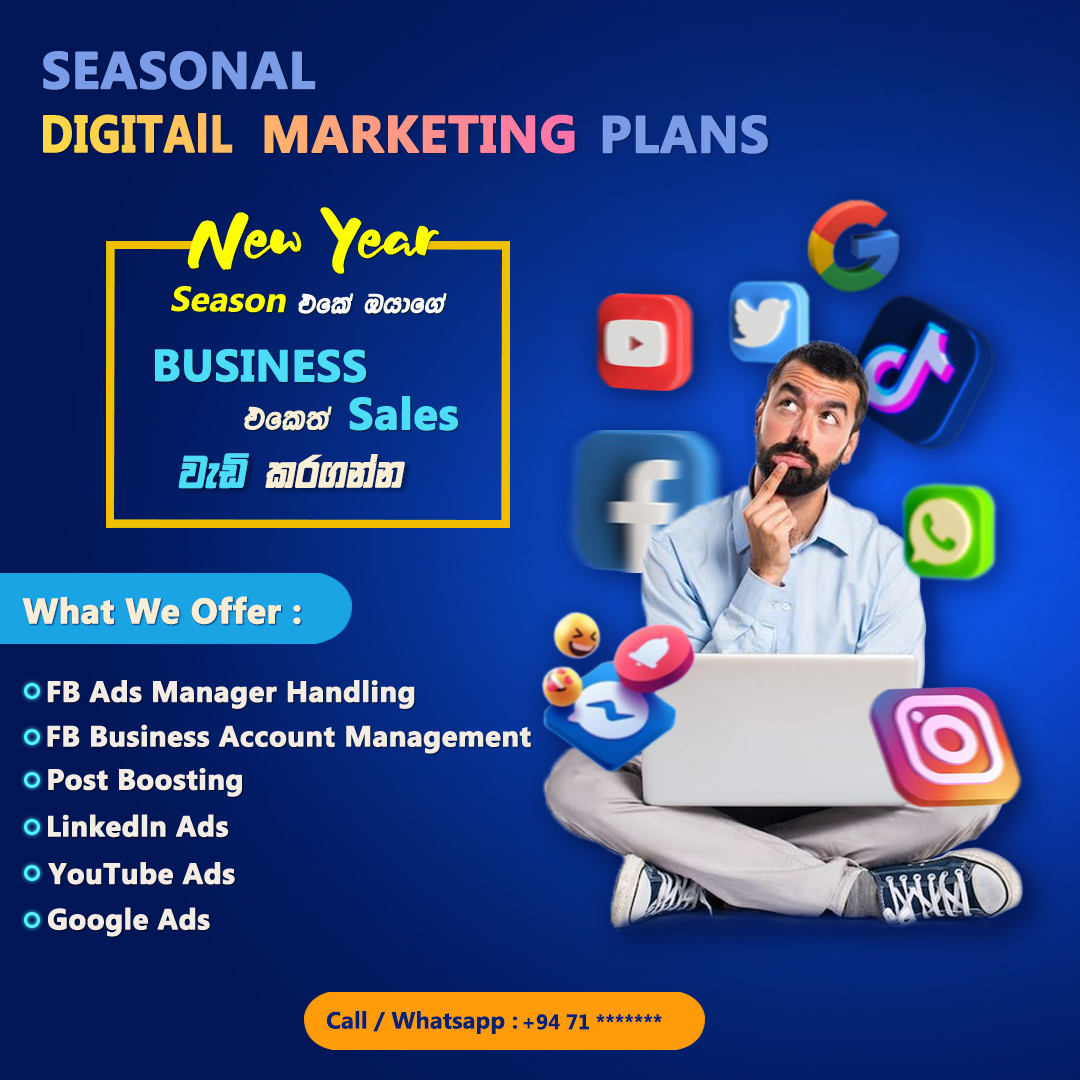 SEASONAL
DIGITAlL MARKETING PLANS
New Year
Season එකේ ඔයාගේ
BUSINESS
එකෙත් Sales
වැඩි කරගන්න
What We Offer :
FB Ads Manager Handling
FB Business Account Management
Post Boosting
Linkedln Ads
YouTube Ads
Google Ads
Call / Whatsapp : +94 71 *******